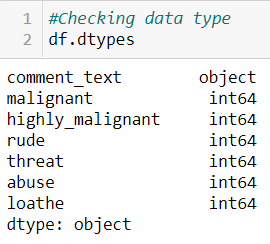 1 #Checking data type
2 df.dtypes
comment_text object
malignant int64
highly_malignant int64
rude int64
threat int64
abuse int64
loathe int64
dtype: object